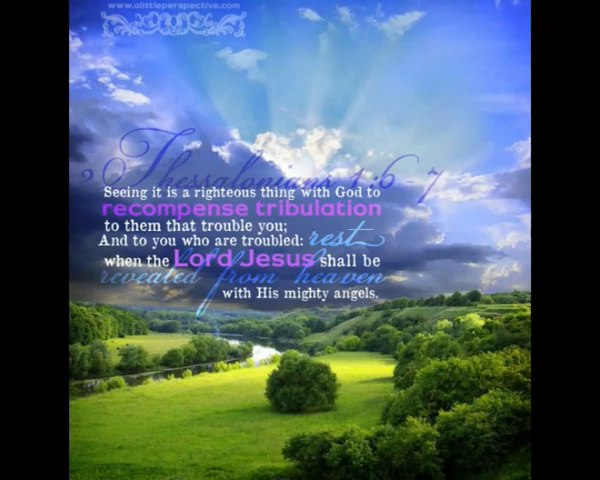 www.alittleperspective.com
2 Thessalonians 1:6-7
Seeing it is a righteous thing with God to
recompense tribulation
to them that trouble you;
And to you who are troubled: rest
when the Lord Jesus shall be
revealed from heaven
with His mighty angels.